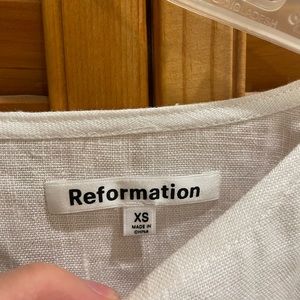 Reformation
XS
MADE IN
CHINA